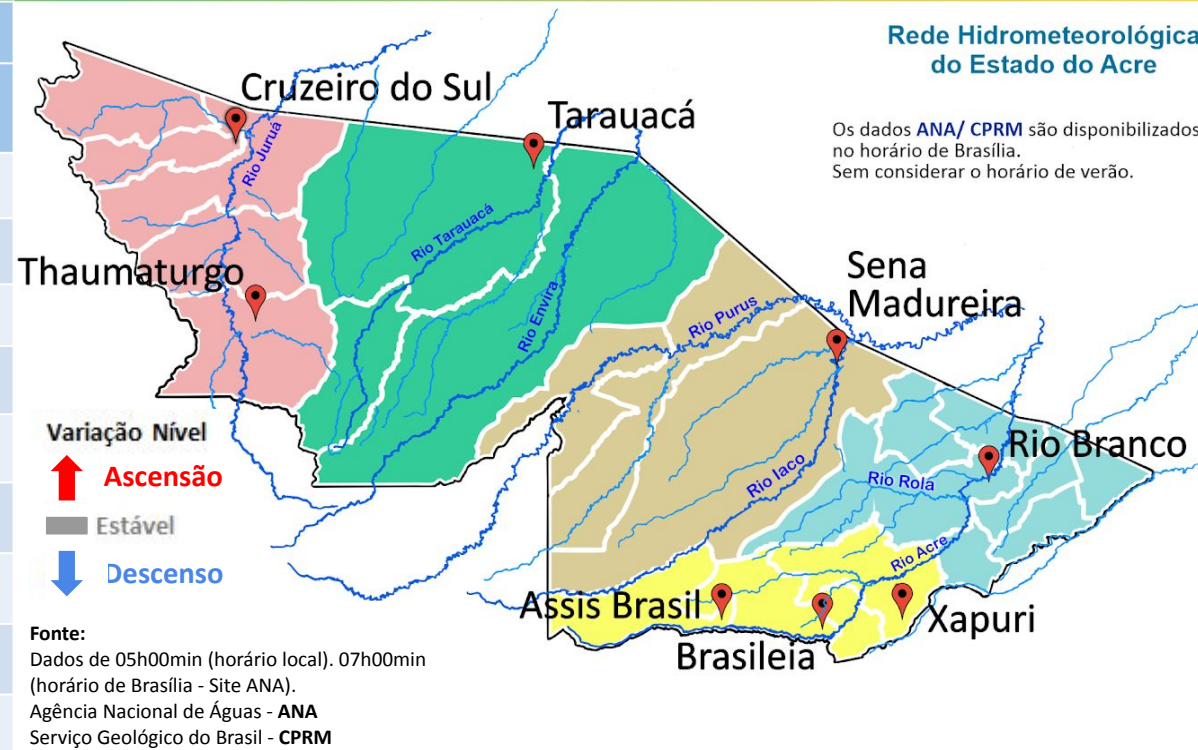 Rede Hidrometeorológica
do Estado do Acre
Os dados ANA/ CPRM são disponibilizados
no horário de Brasília.
Sem considerar o horário de verão.
Cruzeiro do Sul
Tarauacá
Rio Juruá
Rio Tarauacá
Thaumaturgo
Rio Envira
Sena
Madureira
Rio Purus
Rio Branco
Rio Iaco
Rio Rola
Rio Acre
Assis Brasil
Brasileia
Xapuri
Variação Nível
Ascensão
Estável
Descenso
Fonte:
Dados de 05h00min (horário local). 07h00min
(horário de Brasília - Site ANA).
Agência Nacional de Águas - ANA
Serviço Geológico do Brasil - CPRM